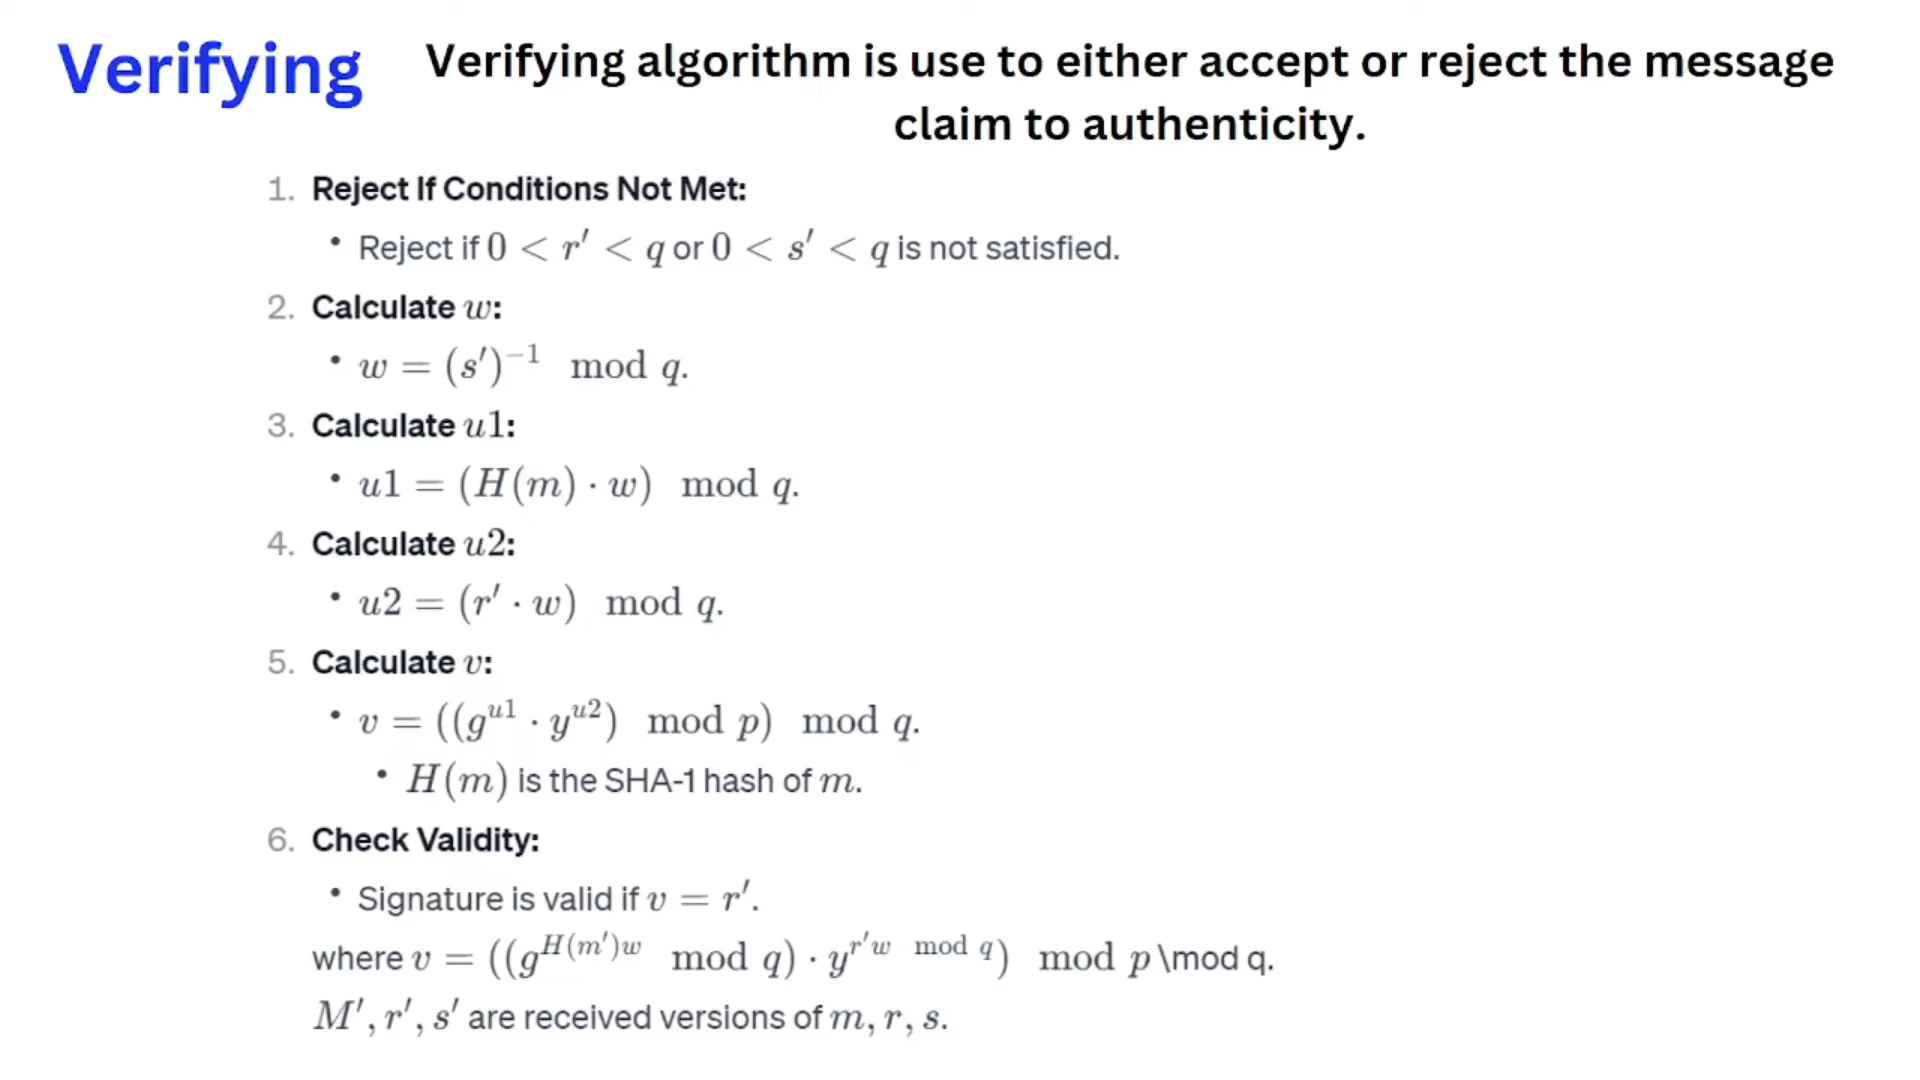 Verifying
Verifying algorithm is use to either accept or reject the message
claim to authenticity.
1. Reject If Conditions Not Met:
• Reject if 0 < r′ < q or 0 < s′ < q is not satisfied.
2. Calculate w:
• w = (s′)⁻¹ mod q.
3. Calculate u1:
• u1 = (H(m) · w) mod q.
4. Calculate u2:
• u2 = (r′ · w) mod q.
5. Calculate v:
• v = ((g^{u1} · y^{u2}) mod p) mod q.
• H(m) is the SHA-1 hash of m.
6. Check Validity:
• Signature is valid if v = r′.
where v = ((g^{H(m′)w} mod q) · y^{r′w mod q}) mod p \mod q.
M′, r′, s′ are received versions of m, r, s.